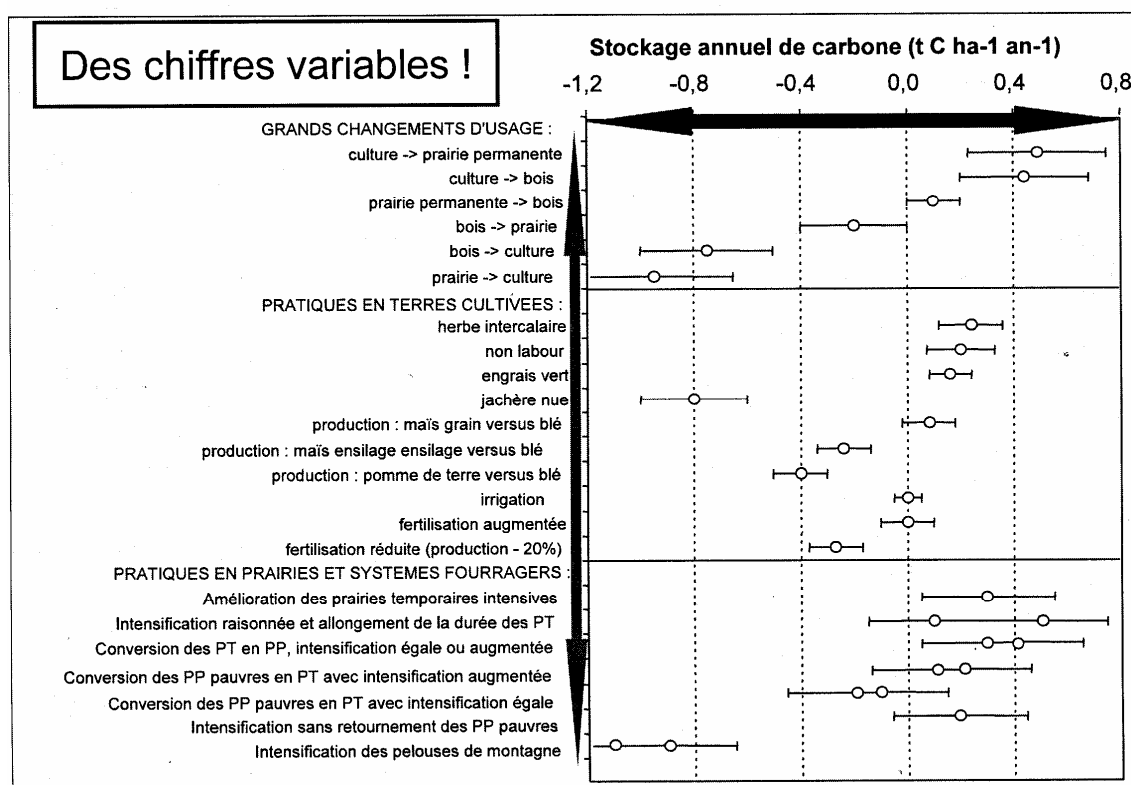 Des chiffres variables !
Stockage annuel de carbone (t C ha-1 an-1)
-1,2 -0,8 -0,4 0,0 0,4 0,8
GRANDS CHANGEMENTS D'USAGE :
culture -> prairie permanente
culture -> bois
prairie permanente -> bois
bois -> prairie
bois -> culture
prairie -> culture
PRATIQUES EN TERRES CULTIVEES :
herbe intercalaire
non labour
engrais vert
jachère nue
production : maïs grain versus blé
production : maïs ensilage ensilage versus blé
production : pomme de terre versus blé
irrigation
fertilisation augmentée
fertilisation réduite (production - 20%)
PRATIQUES EN PRAIRIES ET SYSTEMES FOURRAGERS :
Amélioration des prairies temporaires intensives
Intensification raisonnée et allongement de la durée des PT
Conversion des PT en PP, intensification égale ou augmentée
Conversion des PP pauvres en PT avec intensification augmentée
Conversion des PP pauvres en PT avec intensification égale
Intensification sans retournement des PP pauvres
Intensification des pelouses de montagne